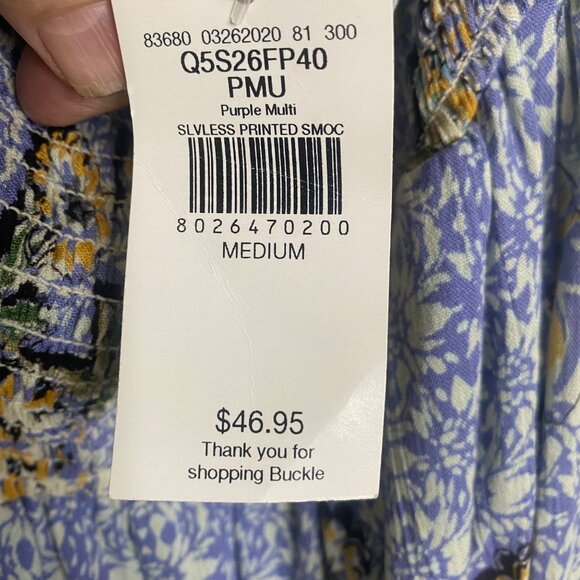 83680 03262020 81 300
Q5S26FP40
PMU
Purple Multi
SLVLESS PRINTED SMOC
8026470200
MEDIUM
$46.95
Thank you for
shopping Buckle